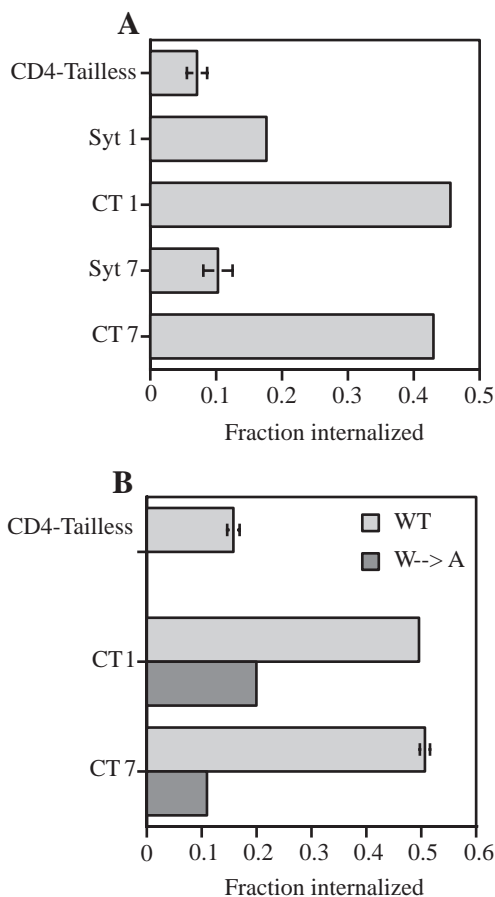 A
CD4-Tailless
Syt 1
CT 1
Syt 7
CT 7
0 0.1 0.2 0.3 0.4 0.5
Fraction internalized
B
CD4-Tailless
WT
W--> A
CT 1
CT 7
0 0.1 0.2 0.3 0.4 0.5 0.6
Fraction internalized